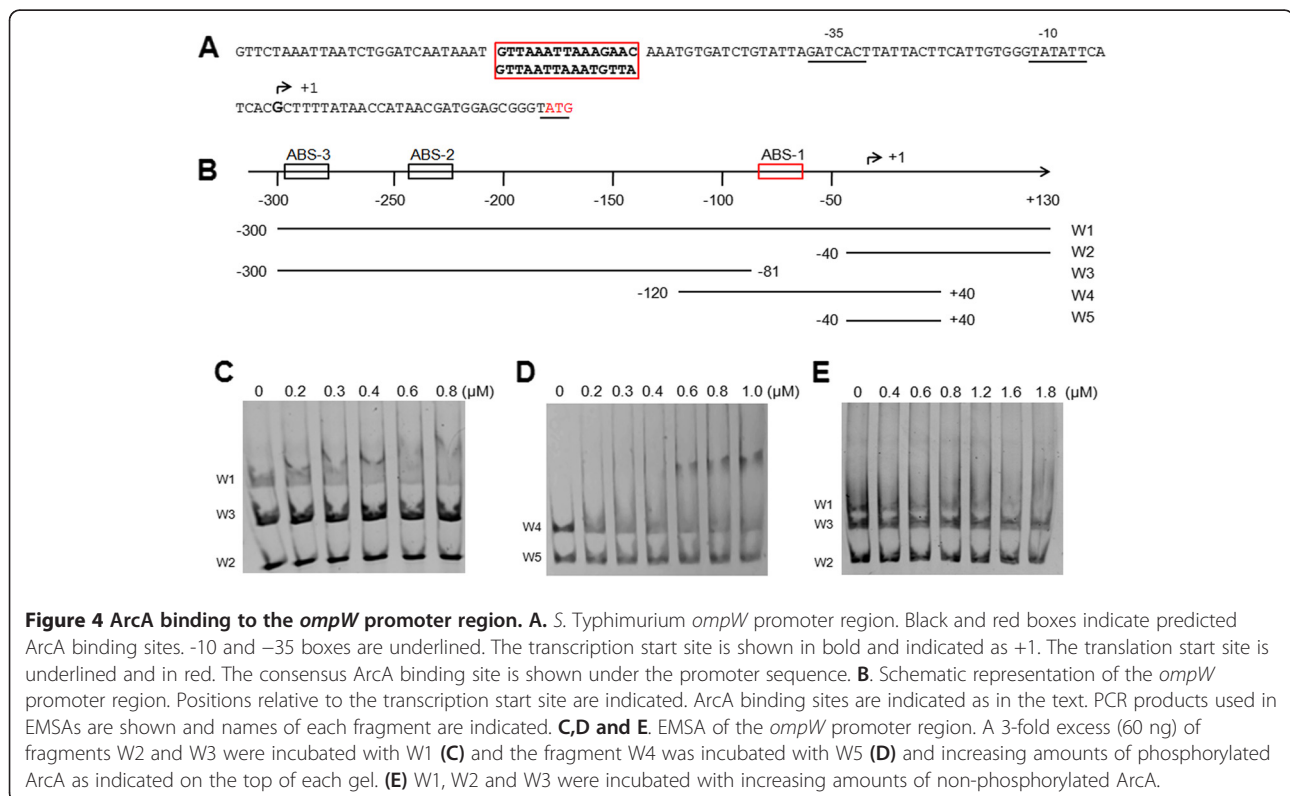 A
-35
-10
GTTCTAAATTAATCTGGATCAATAAAT GTTAAATTAAAGAAC AAATGTGATCTGTATTAGATCACTTATTACTTCATTGTGGGTATATTCA
GTTAATTAAATGTTA
+1
TCACGCTTTTATAACCATAACGATGGAGCGGGTATG
B
ABS-3 ABS-2 ABS-1 +1
-300 -250 -200 -150 -100 -50 +130
-300 W1
-40 W2
-300 -81 W3
-120 +40 W4
-40 +40 W5
C
0 0.2 0.3 0.4 0.6 0.8 (µM)
W1
W3
W2
D
0 0.2 0.3 0.4 0.6 0.8 1.0 (µM)
W4
W5
E
0 0.4 0.6 0.8 1.2 1.6 1.8 (µM)
W1
W3
W2
Figure 4 ArcA binding to the ompW promoter region. A. S. Typhimurium ompW promoter region. Black and red boxes indicate predicted
ArcA binding sites. -10 and −35 boxes are underlined. The transcription start site is shown in bold and indicated as +1. The translation start site is
underlined and in red. The consensus ArcA binding site is shown under the promoter sequence. B. Schematic representation of the ompW
promoter region. Positions relative to the transcription start site are indicated. ArcA binding sites are indicated as in the text. PCR products used in
EMSAs are shown and names of each fragment are indicated. C,D and E. EMSA of the ompW promoter region. A 3-fold excess (60 ng) of
fragments W2 and W3 were incubated with W1 (C) and the fragment W4 was incubated with W5 (D) and increasing amounts of phosphorylated
ArcA as indicated on the top of each gel. (E) W1, W2 and W3 were incubated with increasing amounts of non-phosphorylated ArcA.